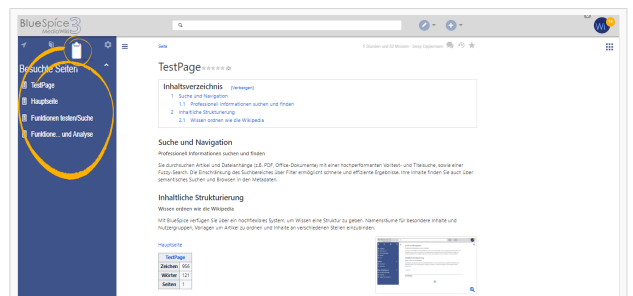 BlueSpice 3
MediaWiki
Besuchte Seiten
TestPage
Hauptseite
Funktionen testen/Suche
Funktione... und Analyse
Seite
TestPage
Inhaltsverzeichnis [Verbergen]
1 Suche und Navigation
1.1 Professionell Informationen suchen und finden
2 Inhaltliche Strukturierung
2.1 Wissen ordnen wie die Wikipedia
Suche und Navigation
Professionell Informationen suchen und finden
Sie durchsuchen Artikel und Dateianhänge (z.B. PDF, Office-Dokumente) mit einer hochperformanten Volltext- und Titelsuche, sowie einer
Fuzzy-Search. Die Einschränkung des Suchbereiches über Filter ermöglicht schnelle und effiziente Ergebnisse. Ihre Inhalte finden Sie auch über
semantisches Suchen und Browsen in den Metadaten.
Inhaltliche Strukturierung
Wissen ordnen wie die Wikipedia
Mit BlueSpice verfügen Sie über ein hochflexibles System, um Wissen eine Struktur zu geben. Namensräume für besondere Inhalte und
Nutzergruppen, Vorlagen um Artikel zu ordnen und Inhalte an verschiedenen Stellen einzubinden.
Hauptseite
TestPage
Zeichen 996
Wörter 121
Seiten 1